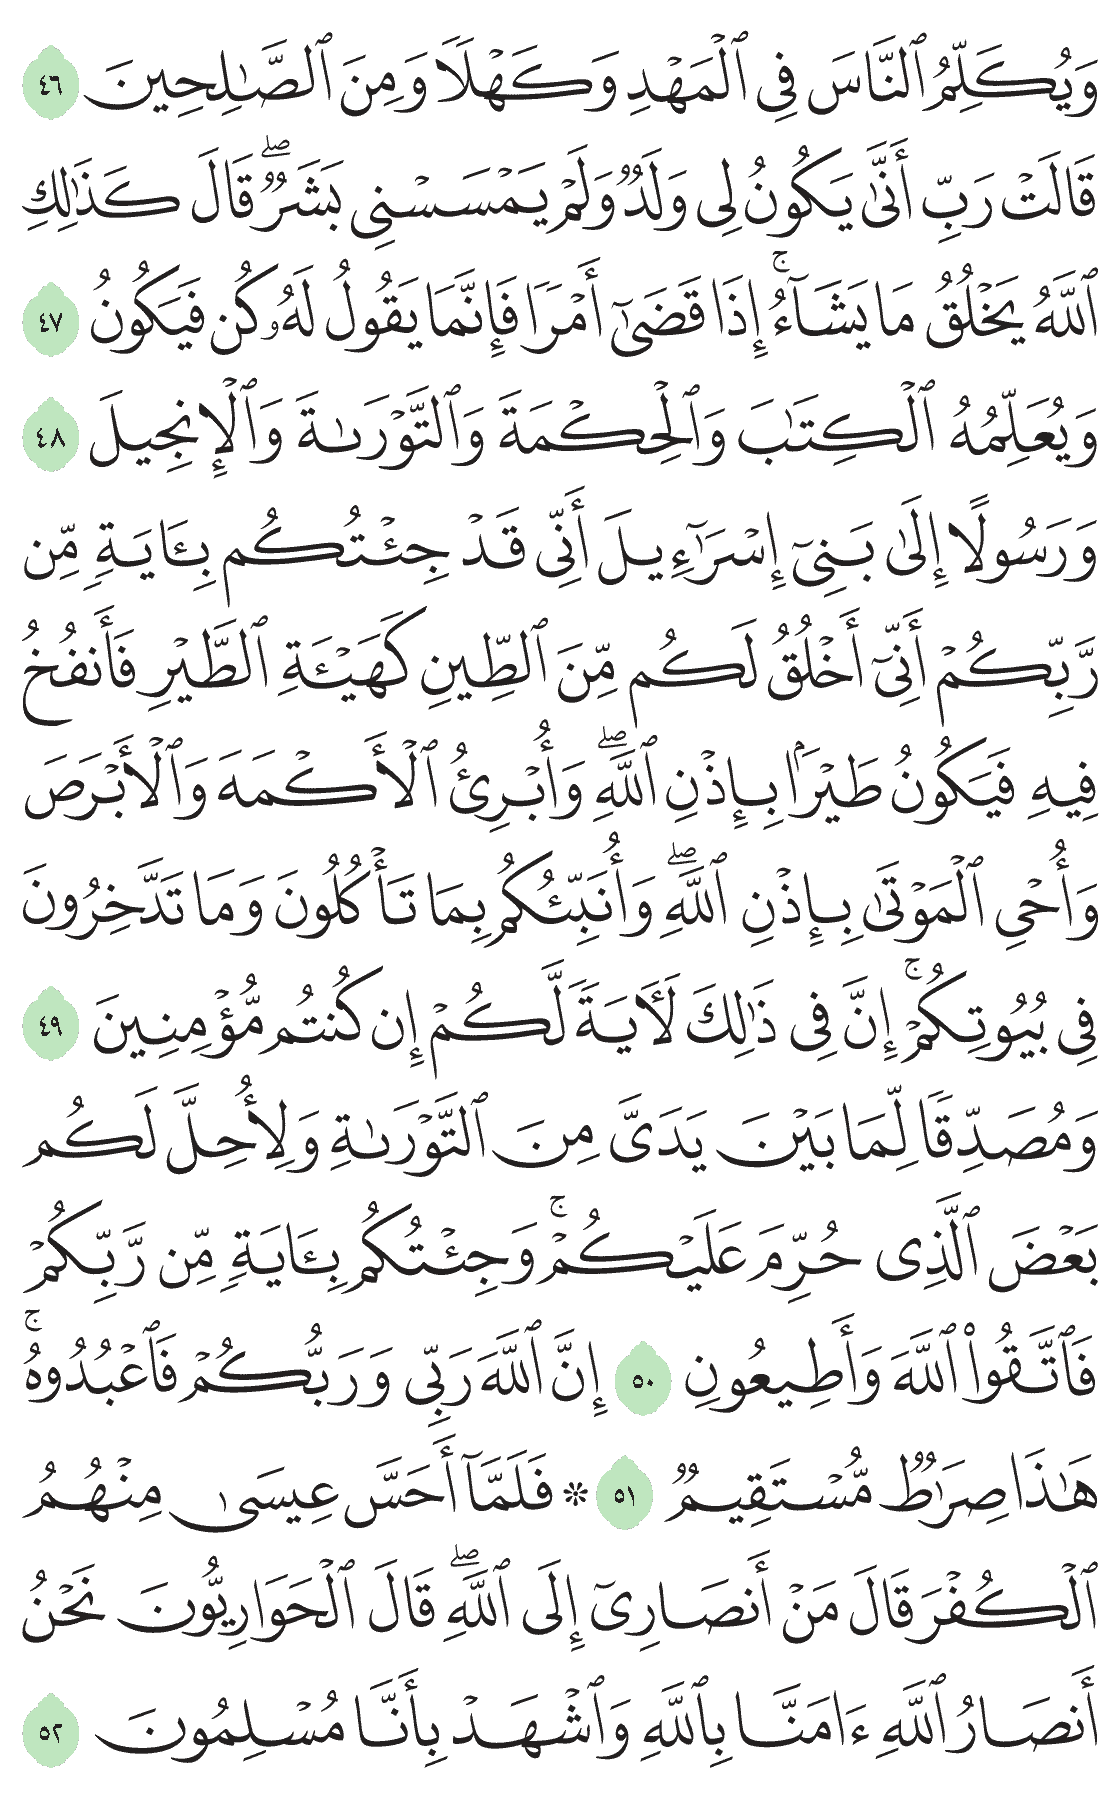 وَيُكَلِّمُ ٱلنَّاسَ فِي ٱلۡمَهۡدِ وَكَهۡلٗا وَمِنَ ٱلصَّٰلِحِينَ ٤٦
قَالَتۡ رَبِّ أَنَّىٰ يَكُونُ لِي وَلَدٞ وَلَمۡ يَمۡسَسۡنِي بَشَرٞۖ قَالَ كَذَٰلِكِ
ٱللَّهُ يَخۡلُقُ مَا يَشَآءُۚ إِذَا قَضَىٰٓ أَمۡرٗا فَإِنَّمَا يَقُولُ لَهُۥ كُن فَيَكُونُ ٤٧
وَيُعَلِّمُهُ ٱلۡكِتَٰبَ وَٱلۡحِكۡمَةَ وَٱلتَّوۡرَىٰةَ وَٱلۡإِنجِيلَ ٤٨
وَرَسُولًا إِلَىٰ بَنِيٓ إِسۡرَٰٓءِيلَ أَنِّي قَدۡ جِئۡتُكُم بِـَٔايَةٖ مِّن
رَّبِّكُمۡ أَنِّيٓ أَخۡلُقُ لَكُم مِّنَ ٱلطِّينِ كَهَيۡـَٔةِ ٱلطَّيۡرِ فَأَنفُخُ
فِيهِ فَيَكُونُ طَيۡرَۢا بِإِذۡنِ ٱللَّهِۖ وَأُبۡرِئُ ٱلۡأَكۡمَهَ وَٱلۡأَبۡرَصَ
وَأُحۡيِ ٱلۡمَوۡتَىٰ بِإِذۡنِ ٱللَّهِۖ وَأُنَبِّئُكُم بِمَا تَأۡكُلُونَ وَمَا تَدَّخِرُونَ
فِي بُيُوتِكُمۡۚ إِنَّ فِي ذَٰلِكَ لَأٓيَةٗ لَّكُمۡ إِن كُنتُم مُّؤۡمِنِينَ ٤٩
وَمُصَدِّقٗا لِّمَا بَيۡنَ يَدَيَّ مِنَ ٱلتَّوۡرَىٰةِ وَلِأُحِلَّ لَكُم
بَعۡضَ ٱلَّذِي حُرِّمَ عَلَيۡكُمۡۚ وَجِئۡتُكُم بِـَٔايَةٖ مِّن رَّبِّكُمۡ
فَٱتَّقُواْ ٱللَّهَ وَأَطِيعُونِ ٥٠ إِنَّ ٱللَّهَ رَبِّي وَرَبُّكُمۡ فَٱعۡبُدُوهُۚ
هَٰذَا صِرَٰطٞ مُّسۡتَقِيمٞ ٥١ ۞ فَلَمَّآ أَحَسَّ عِيسَىٰ مِنۡهُمُ
ٱلۡكُفۡرَ قَالَ مَنۡ أَنصَارِيٓ إِلَى ٱللَّهِۖ قَالَ ٱلۡحَوَارِيُّونَ نَحۡنُ
أَنصَارُ ٱللَّهِ ءَامَنَّا بِٱللَّهِ وَٱشۡهَدۡ بِأَنَّا مُسۡلِمُونَ ٥٢